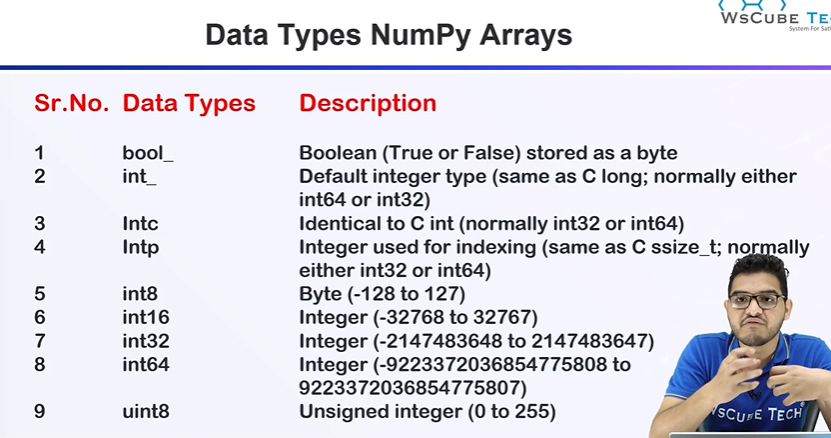 WSCUBE TEC
System For Sati
Data Types NumPy Arrays
Sr.No. Data Types Description
1 bool_ Boolean (True or False) stored as a byte
2 int_ Default integer type (same as C long; normally either
int64 or int32)
3 Intc Identical to C int (normally int32 or int64)
4 Intp Integer used for indexing (same as C ssize_t; normally
either int32 or int64)
5 int8 Byte (-128 to 127)
6 int16 Integer (-32768 to 32767)
7 int32 Integer (-2147483648 to 2147483647)
8 int64 Integer (-9223372036854775808 to
9223372036854775807)
9 uint8 Unsigned integer (0 to 255)
WSCUBE TECH